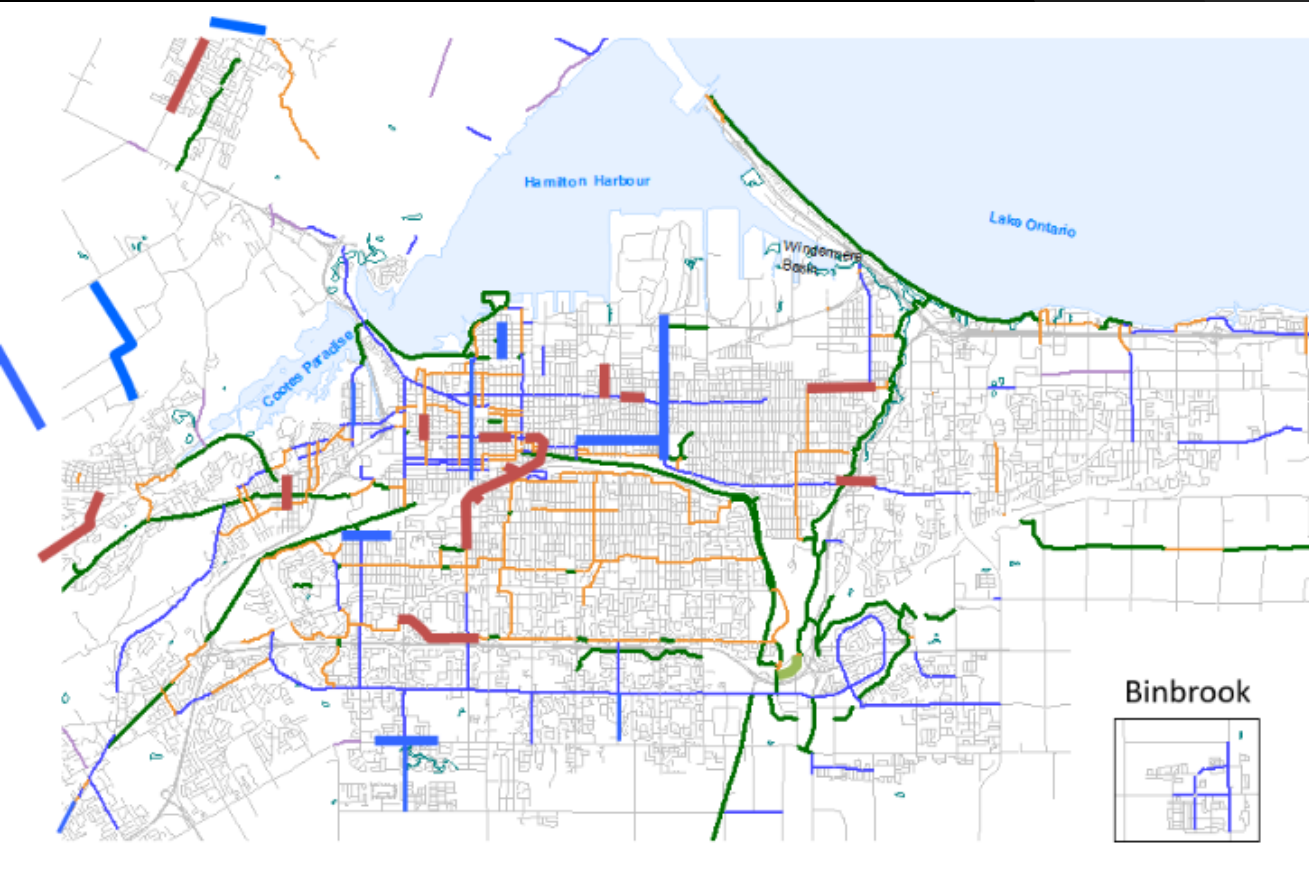 Hamilton Harbour
Lake Ontario
Windermere
Basin
Cootes Paradise
Binbrook